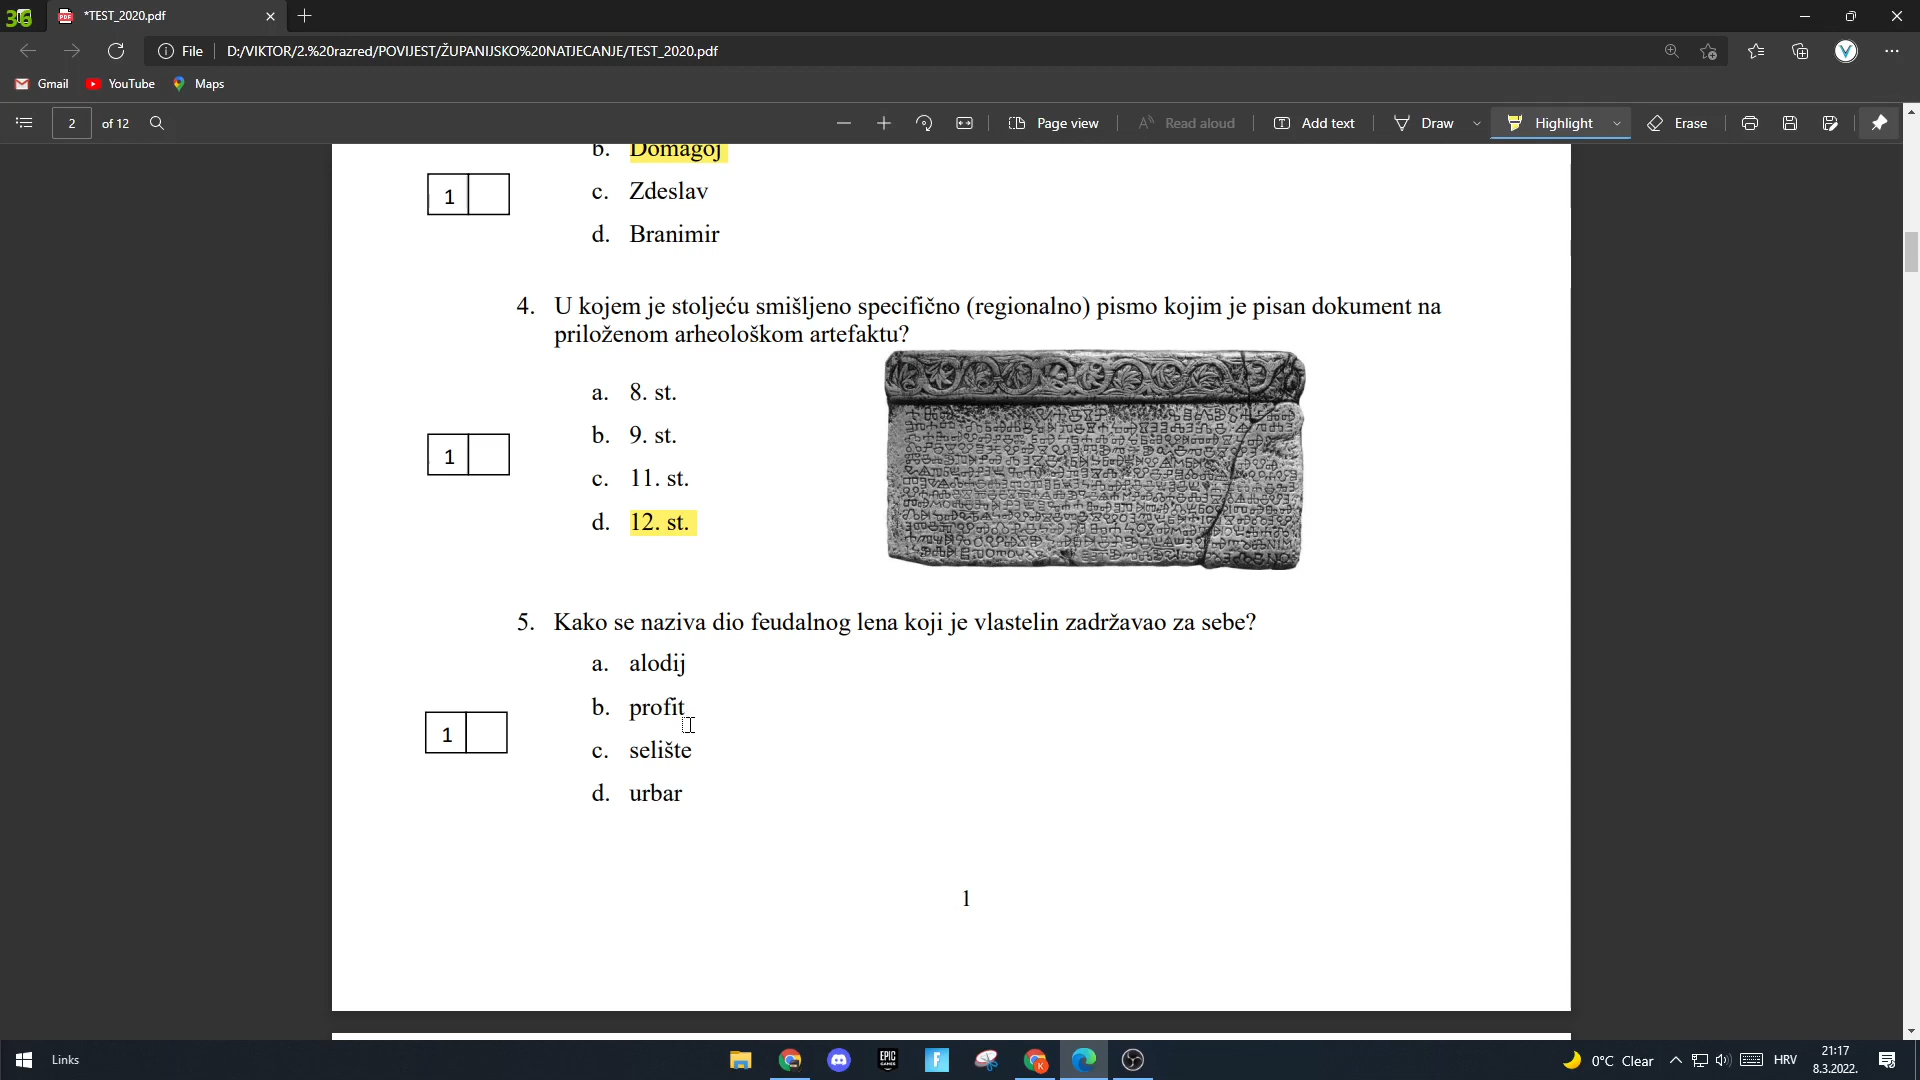 36
*TEST_2020.pdf
File
D:/VIKTOR/2.%20razred/POVIJEST/ŽUPANIJSKO%20NATJECANJE/TEST_2020.pdf
Gmail
YouTube
Maps
2 of 12
Page view
Read aloud
Add text
Draw
Highlight
Erase
b. Domagoj
1
c. Zdeslav
d. Branimir
4. U kojem je stoljeću smišljeno specifično (regionalno) pismo kojim je pisan dokument na
priloženom arheološkom artefaktu?
a. 8. st.
b. 9. st.
1
c. 11. st.
d. 12. st.
5. Kako se naziva dio feudalnog lena koji je vlastelin zadržavao za sebe?
a. alodij
b. profit
1
c. selište
d. urbar
1
Links
0°C Clear
HRV
21:17
8.3.2022.